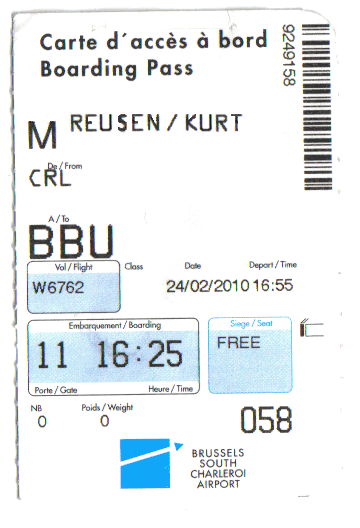 Carte d'accès à bord
Boarding Pass
9249158
M REUSEN / KURT
De / From
CRL
A / To
BBU
Vol / Flight Class Date Depart / Time
W6762 24/02/2010 16:55
Embarquement / Boarding Siege / Seat
11 16:25 FREE
Porte / Gate Heure / Time
NB Poids / Weight
0 0 058
BRUSSELS
SOUTH
CHARLEROI
AIRPORT